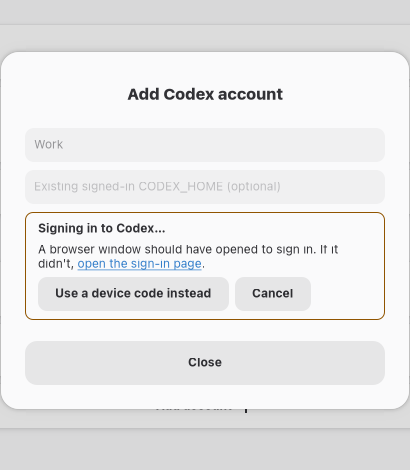 Add Codex account
Work
Existing signed-in CODEX_HOME (optional)
Signing in to Codex...
A browser window should have opened to sign in. If it
didn't, open the sign-in page.
Use a device code instead
Cancel
Close